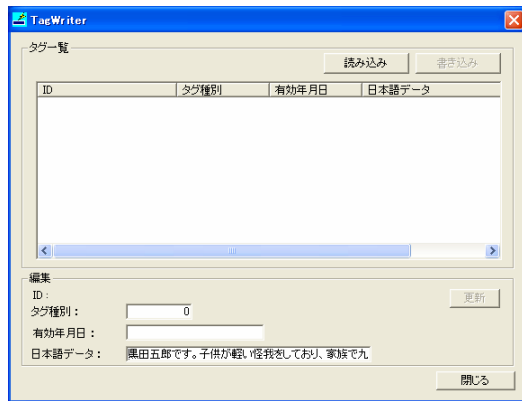 TagWriter
タグ一覧
読み込み 書き込み
ID タグ種別 有効年月日 日本語データ
編集
ID :
更新
タグ種別: 0
有効年月日:
日本語データ: 黒田五郎です。子供が軽い怪我をしており、家族で九
閉じる